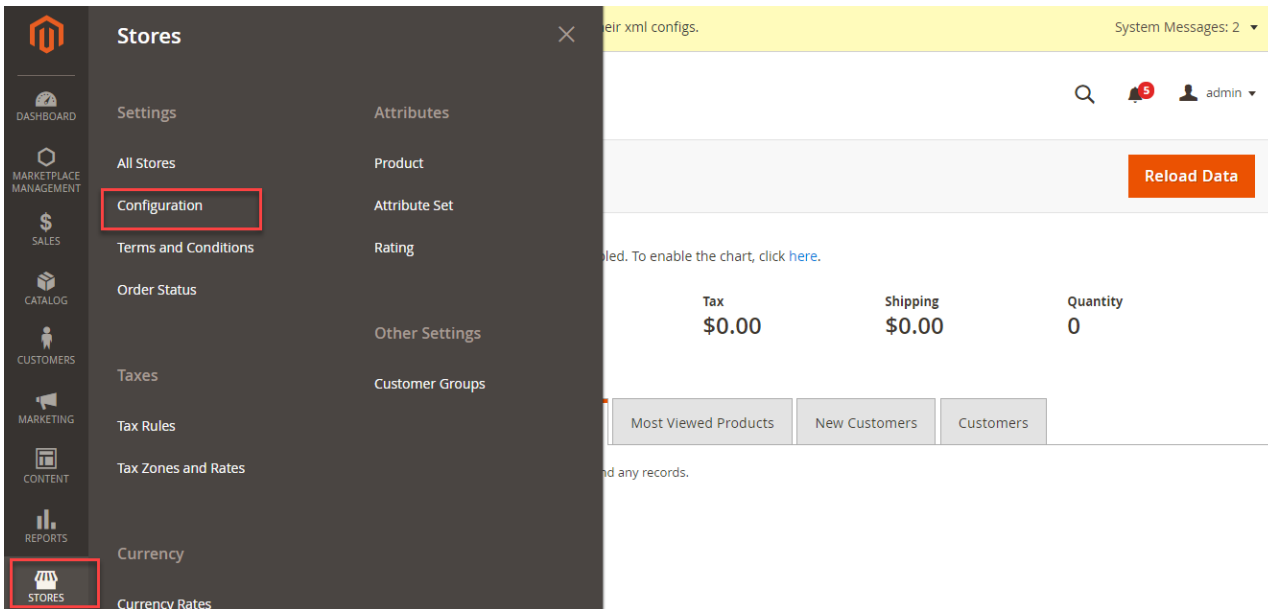 DASHBOARD
MARKETPLACE
MANAGEMENT
SALES
CATALOG
CUSTOMERS
MARKETING
CONTENT
REPORTS
STORES
Stores
Settings
All Stores
Configuration
Terms and Conditions
Order Status
Taxes
Tax Rules
Tax Zones and Rates
Currency
Currency Rates
Attributes
Product
Attribute Set
Rating
Other Settings
Customer Groups
xml configs.
System Messages: 2
5
admin
Reload Data
To enable the chart, click here.
Tax
$0.00
Shipping
$0.00
Quantity
0
Most Viewed Products
New Customers
Customers
any records.